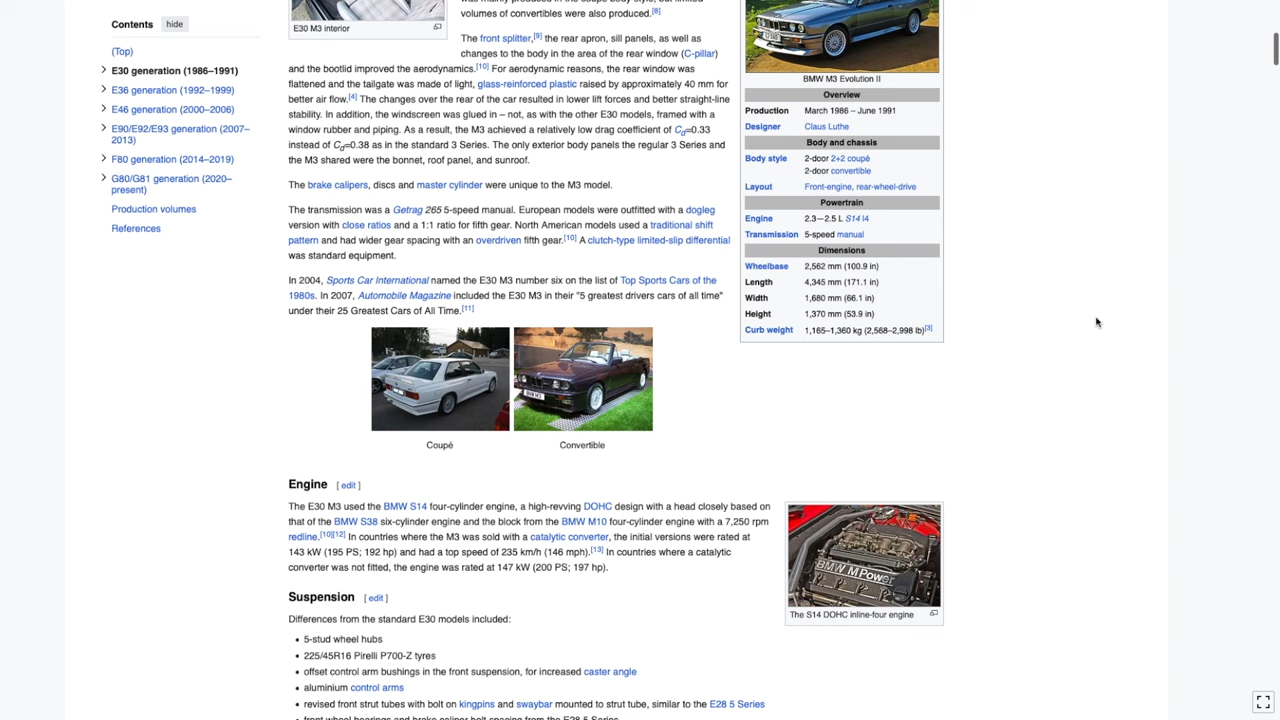 Contents hide
(Top)
E30 generation (1986–1991)
E36 generation (1992–1999)
E46 generation (2000–2006)
E90/E92/E93 generation (2007–
2013)
F80 generation (2014–2019)
G80/G81 generation (2020–
present)
Production volumes
References
E30 M3 interior
volumes of convertibles were also produced.[8]
The front splitter,[9] the rear apron, sill panels, as well as
changes to the body in the area of the rear window (C-pillar)
and the bootlid improved the aerodynamics.[10] For aerodynamic reasons, the rear window was
flattened and the tailgate was made of light, glass-reinforced plastic raised by approximately 40 mm for
better air flow.[4] The changes over the rear of the car resulted in lower lift forces and better straight-line
stability. In addition, the windscreen was glued in – not, as with the other E30 models, framed with a
window rubber and piping. As a result, the M3 achieved a relatively low drag coefficient of Cd=0.33
instead of Cd=0.38 as in the standard 3 Series. The only exterior body panels the regular 3 Series and
the M3 shared were the bonnet, roof panel, and sunroof.
The brake calipers, discs and master cylinder were unique to the M3 model.
The transmission was a Getrag 265 5-speed manual. European models were outfitted with a dogleg
version with close ratios and a 1:1 ratio for fifth gear. North American models used a traditional shift
pattern and had wider gear spacing with an overdriven fifth gear.[10] A clutch-type limited-slip differential
was standard equipment.
In 2004, Sports Car International named the E30 M3 number six on the list of Top Sports Cars of the
1980s. In 2007, Automobile Magazine included the E30 M3 in their "5 greatest drivers cars of all time"
under their 25 Greatest Cars of All Time.[11]
Coupé
Convertible
BMW M3 Evolution II
Overview
Production March 1986 – June 1991
Designer Claus Luthe
Body and chassis
Body style 2-door 2+2 coupé
2-door convertible
Layout Front-engine, rear-wheel-drive
Powertrain
Engine 2.3—2.5 L S14 I4
Transmission 5-speed manual
Dimensions
Wheelbase 2,562 mm (100.9 in)
Length 4,345 mm (171.1 in)
Width 1,680 mm (66.1 in)
Height 1,370 mm (53.9 in)
Curb weight 1,165–1,360 kg (2,568–2,998 lb)[3]
Engine [ edit ]
The E30 M3 used the BMW S14 four-cylinder engine, a high-revving DOHC design with a head closely based on
that of the BMW S38 six-cylinder engine and the block from the BMW M10 four-cylinder engine with a 7,250 rpm
redline.[10][12] In countries where the M3 was sold with a catalytic converter, the initial versions were rated at
143 kW (195 PS; 192 hp) and had a top speed of 235 km/h (146 mph).[13] In countries where a catalytic
converter was not fitted, the engine was rated at 147 kW (200 PS; 197 hp).
BMW M Power
The S14 DOHC inline-four engine
Suspension [ edit ]
Differences from the standard E30 models included:
• 5-stud wheel hubs
• 225/45R16 Pirelli P700-Z tyres
• offset control arm bushings in the front suspension, for increased caster angle
• aluminium control arms
• revised front strut tubes with bolt on kingpins and swaybar mounted to strut tube, similar to the E28 5 Series